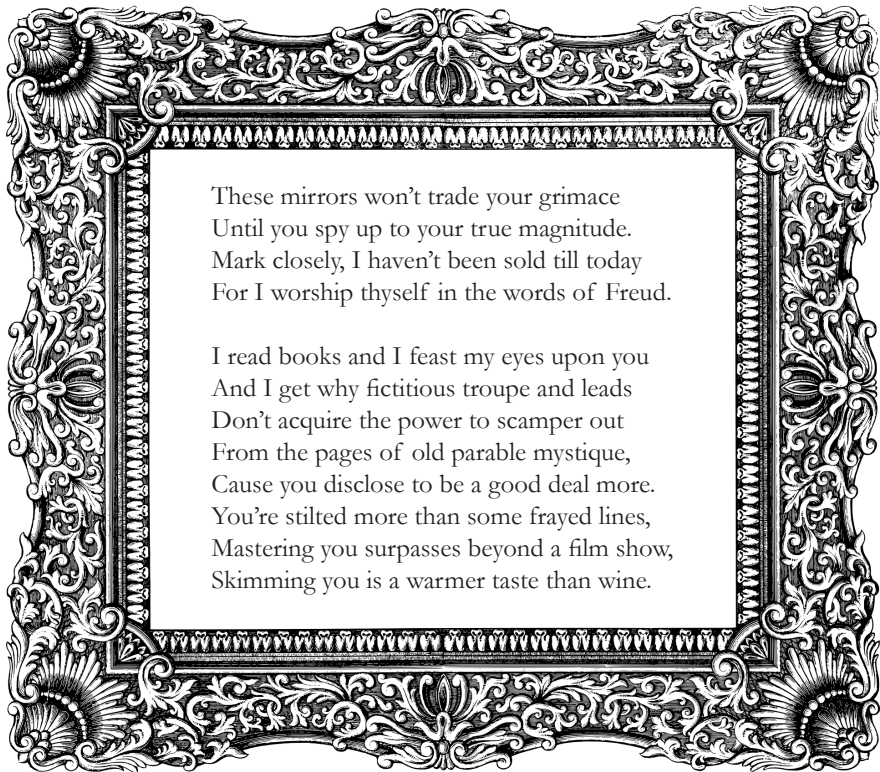 These mirrors won’t trade your grimace
Until you spy up to your true magnitude.
Mark closely, I haven’t been sold till today
For I worship thyself in the words of Freud.

I read books and I feast my eyes upon you
And I get why fictitious troupe and leads
Don’t acquire the power to scamper out
From the pages of old parable mystique,
Cause you disclose to be a good deal more.
You’re stilted more than some frayed lines,
Mastering you surpasses beyond a film show,
Skimming you is a warmer taste than wine.